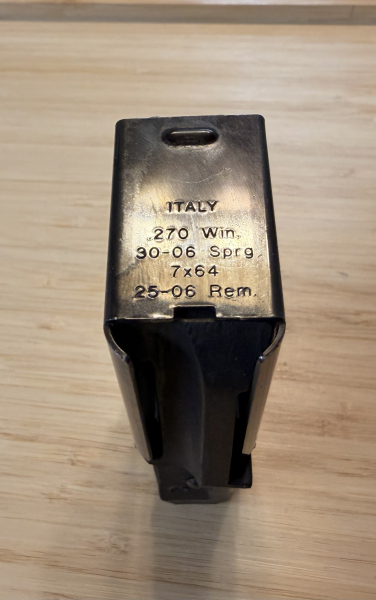 ITALY
.270 Win.
30-06 Sprg.
7x64
25-06 Rem.